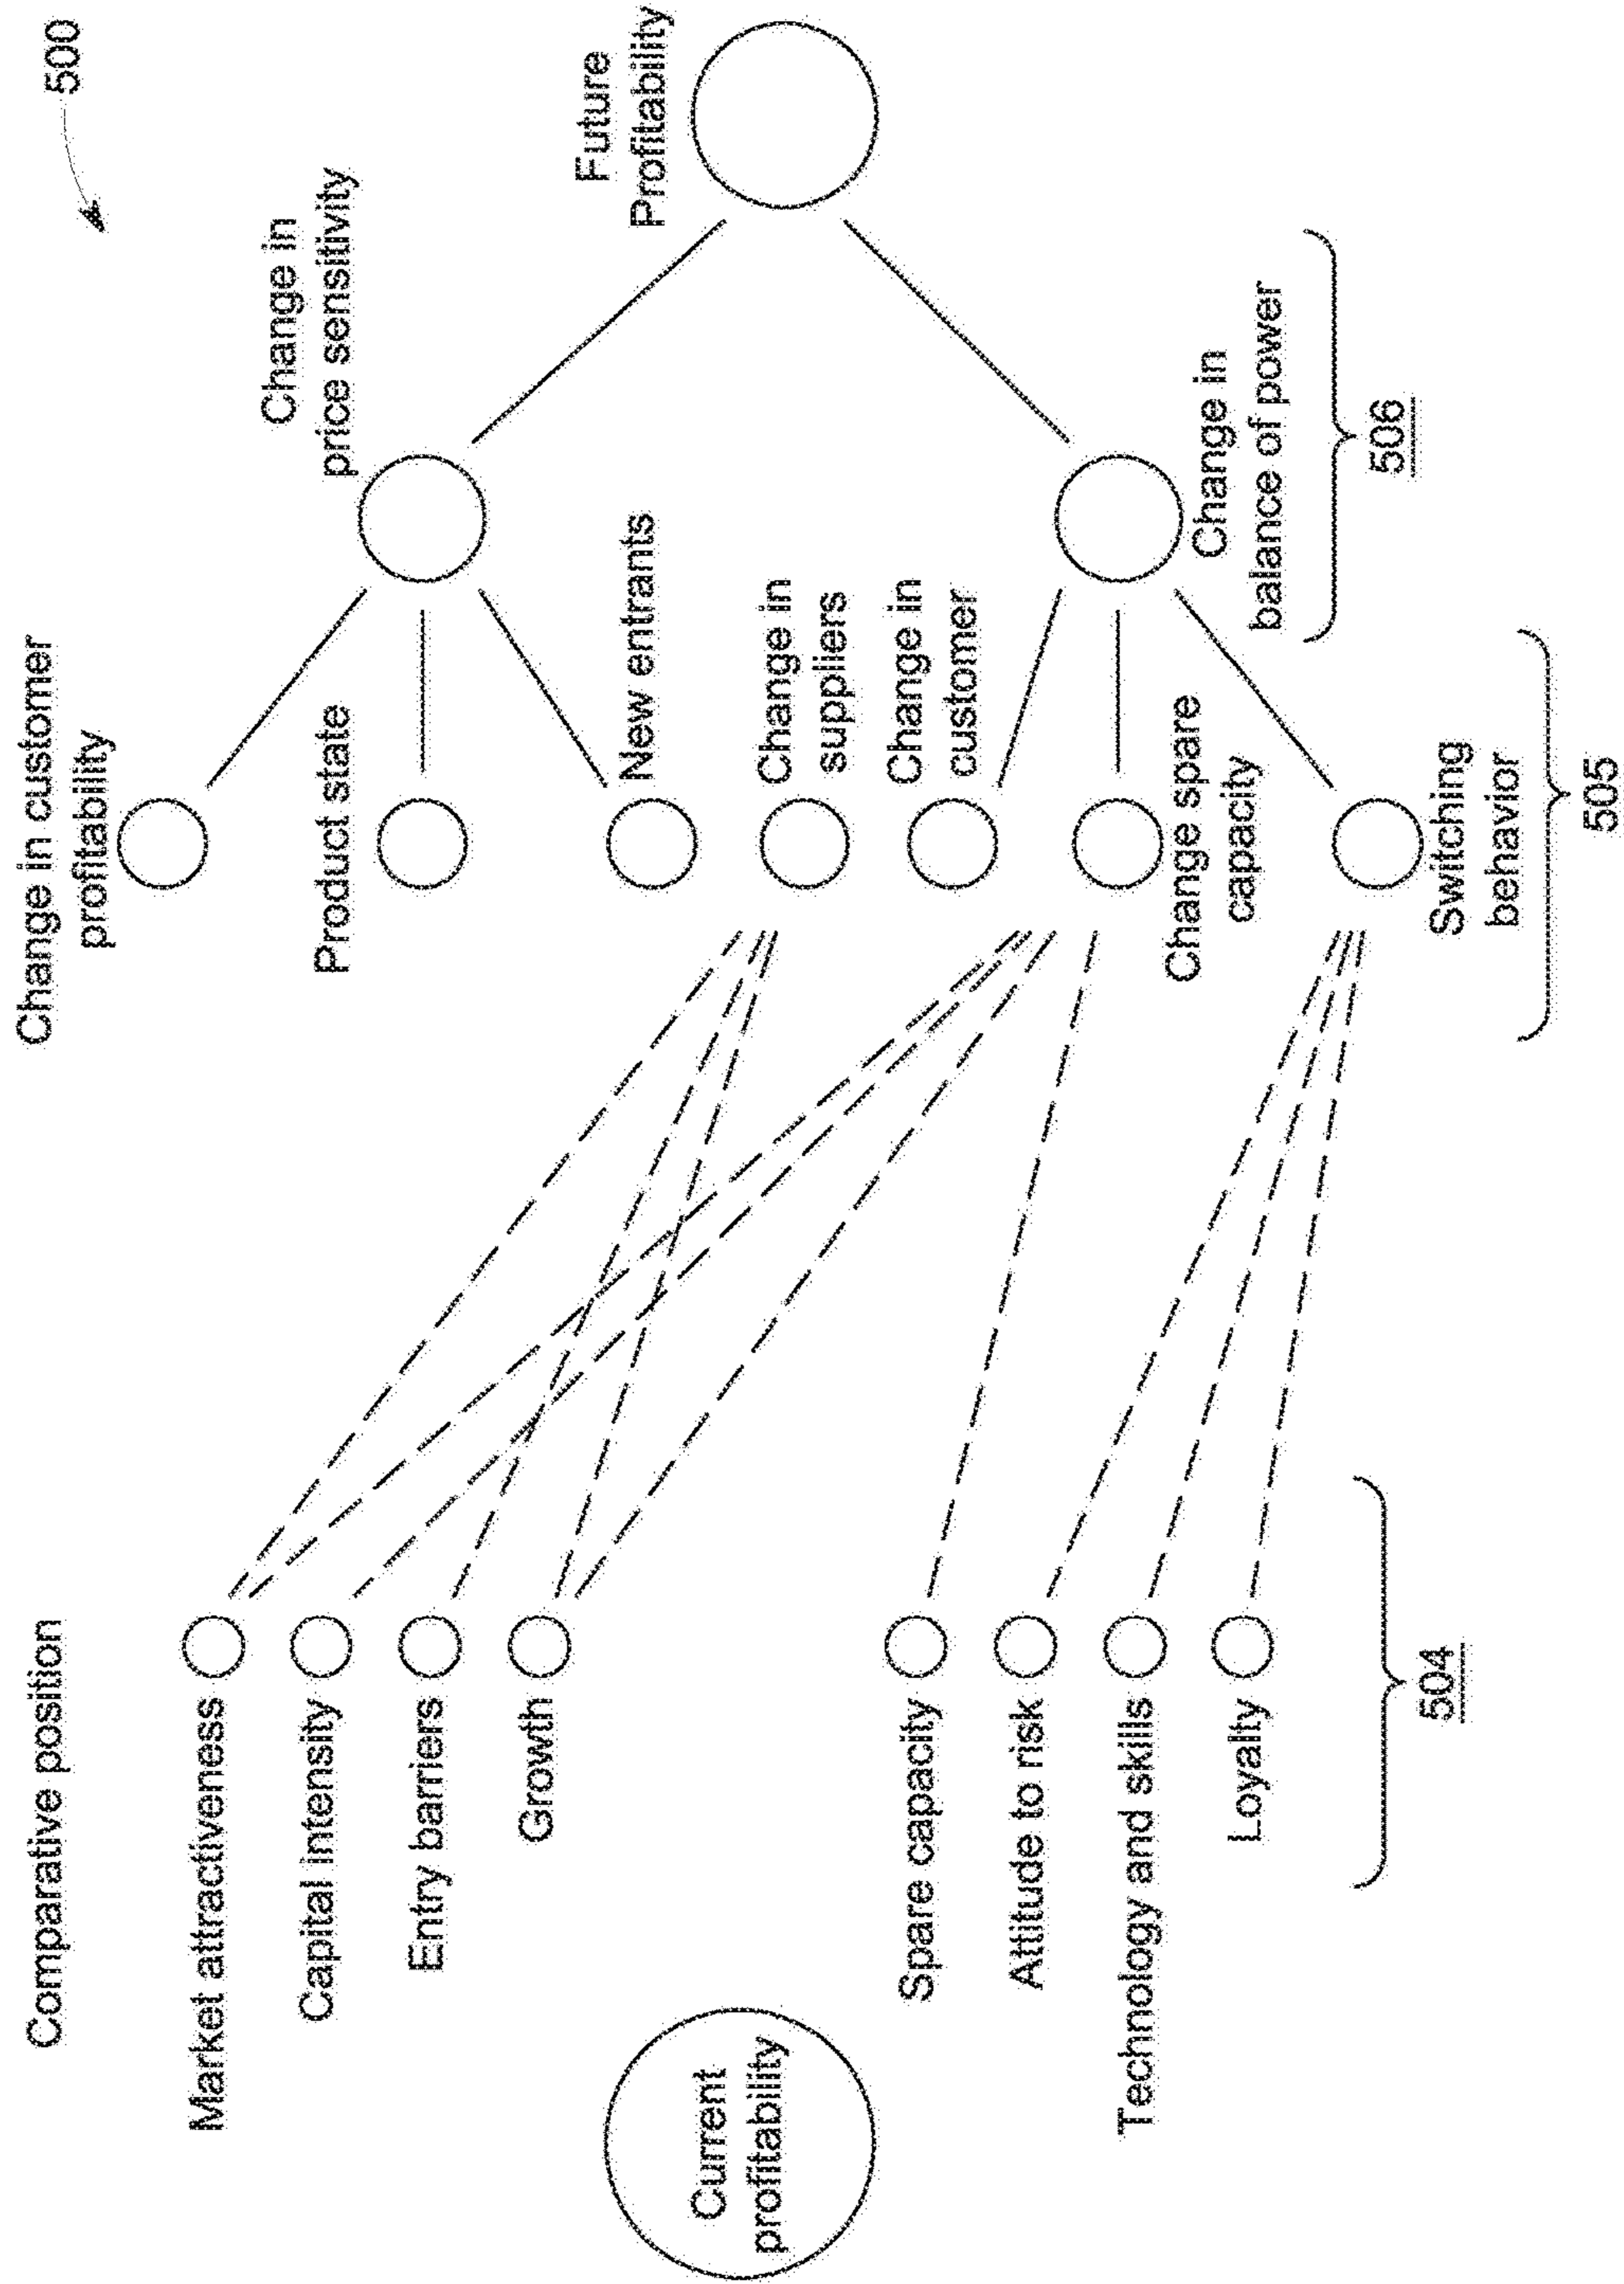 500
Comparative position
Market attractiveness
Capital intensity
Entry barriers
Growth
Current
profitability
Spare capacity
Attitude to risk
Technology and skills
Loyalty
504
Change in customer
profitability
Product state
New entrants
Change in
suppliers
Change in
customer
Change spare
capacity
Switching
behavior
505
Change in
price sensitivity
Change in
balance of power
506
Future
Profitability